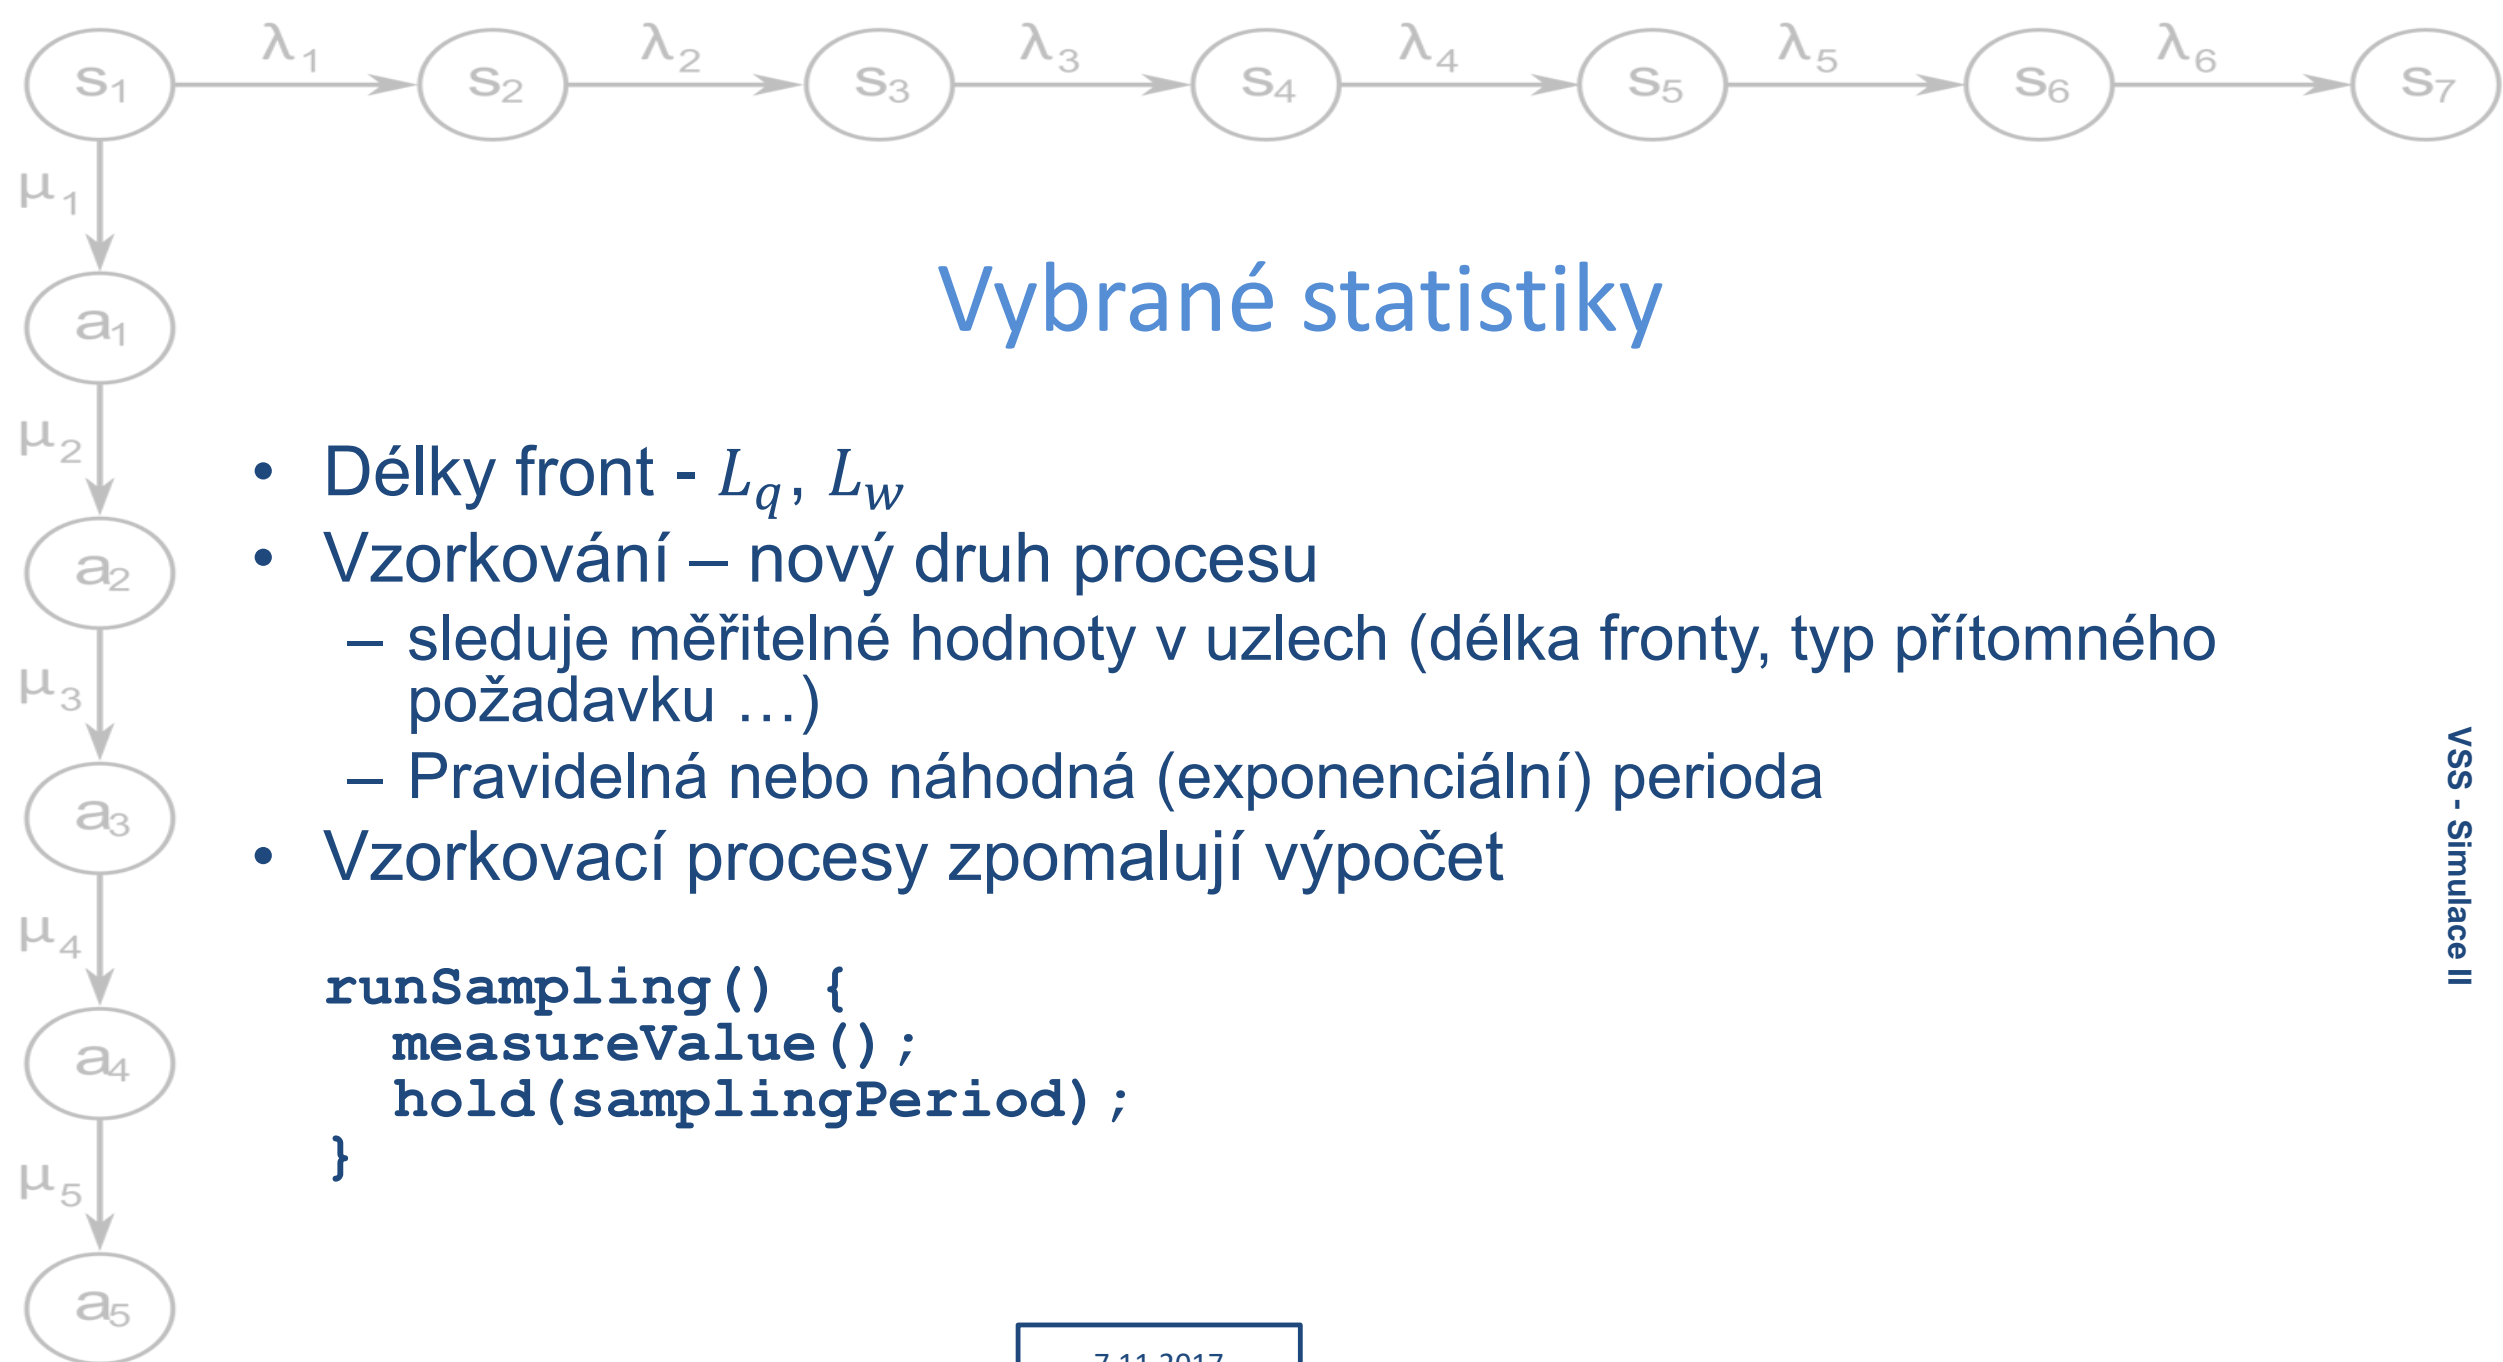 s1 λ1 s2 λ2 s3 λ3 s4 λ4 s5 λ5 s6 λ6 s7
μ1
a1
μ2
a2
μ3
a3
μ4
a4
μ5
a5
Vybrané statistiky
• Délky front - Lq, Lw
• Vzorkování – nový druh procesu
– sleduje měřitelné hodnoty v uzlech (délka fronty, typ přítomného
požadavku …)
– Pravidelná nebo náhodná (exponenciální) perioda
• Vzorkovací procesy zpomalují výpočet
runSampling() {
measureValue();
hold(samplingPeriod);
}
VSS - Simulace II
7.11.2017